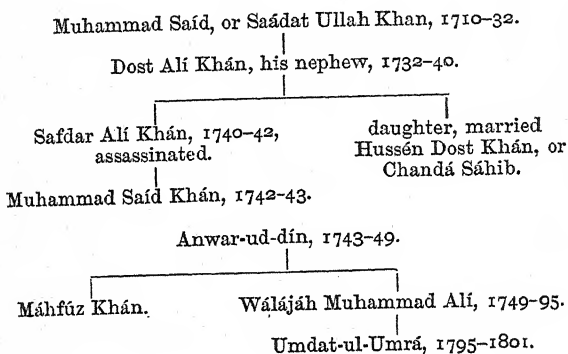 Muhammad Saíd, or Saádat Ullah Khan, 1710–32.
Dost Alí Khán, his nephew, 1732–40.
Safdar Alí Khán, 1740–42,
assassinated.
daughter, married
Hussén Dost Khán, or
Chandá Sáhib.
Muhammad Saíd Khán, 1742–43.
Anwar-ud-dín, 1743–49.
Máhfúz Khán.
Wálájáh Muhammad Alí, 1749–95.
Umdat-ul-Umrá, 1795–1801.